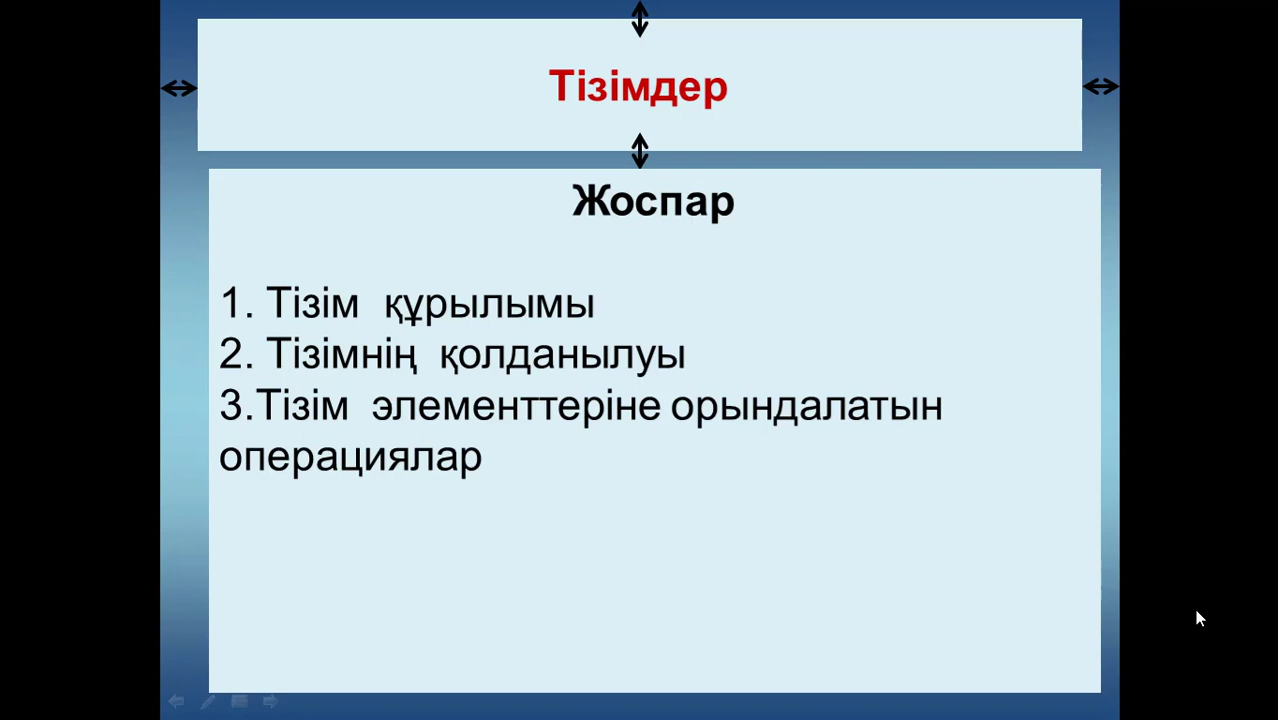 Тізімдер
Жоспар
1. Тізім құрылымы
2. Тізімнің қолданылуы
3.Тізім элементтеріне орындалатын
операциялар